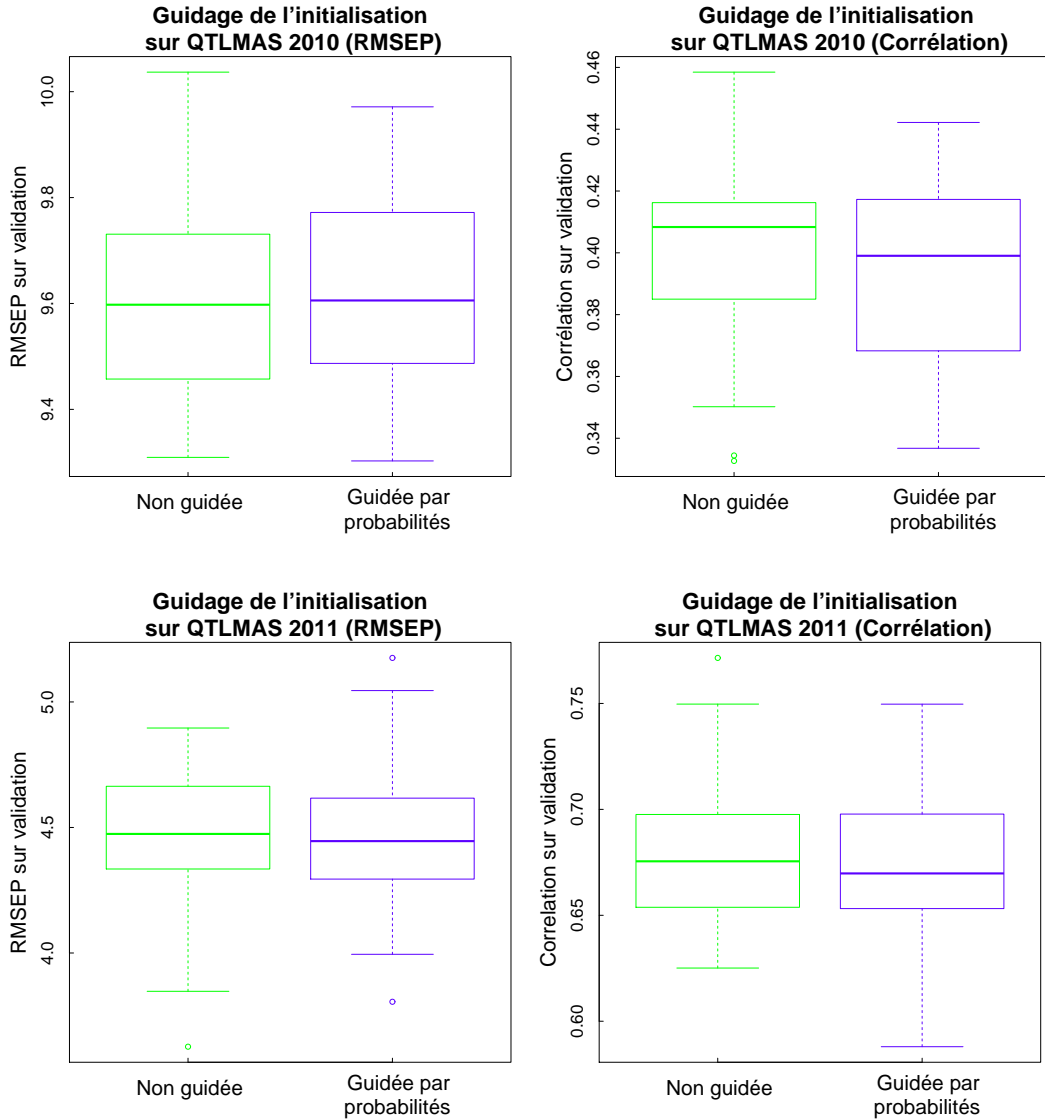 Guidage de l'initialisation
sur QTLMAS 2010 (RMSEP)
RMSEP sur validation
10.0
9.8
9.6
9.4
Non guidée
Guidée par
probabilités
Guidage de l'initialisation
sur QTLMAS 2010 (Corrélation)
Corrélation sur validation
0.46
0.44
0.42
0.40
0.38
0.36
0.34
Non guidée
Guidée par
probabilités
Guidage de l'initialisation
sur QTLMAS 2011 (RMSEP)
RMSEP sur validation
5.0
4.5
4.0
Non guidée
Guidée par
probabilités
Guidage de l'initialisation
sur QTLMAS 2011 (Corrélation)
Correlation sur validation
0.75
0.70
0.65
0.60
Non guidée
Guidée par
probabilités